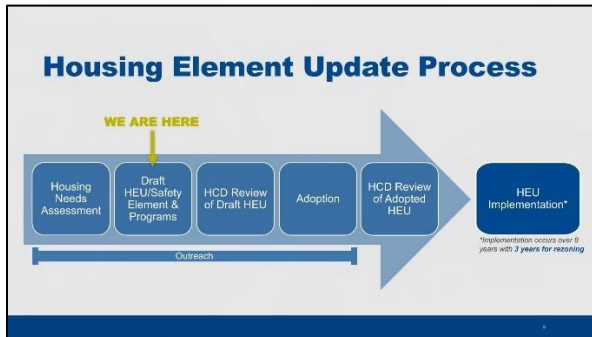 Housing Element Update Process
WE ARE HERE
Housing
Needs
Assessment
Draft
HEU/Safety
Element &
Programs
HCD Review
of Draft HEU
Adoption
HCD Review
of Adopted
HEU
HEU
Implementation*
*Implementation occurs over 8
years with 3 years for rezoning
Outreach